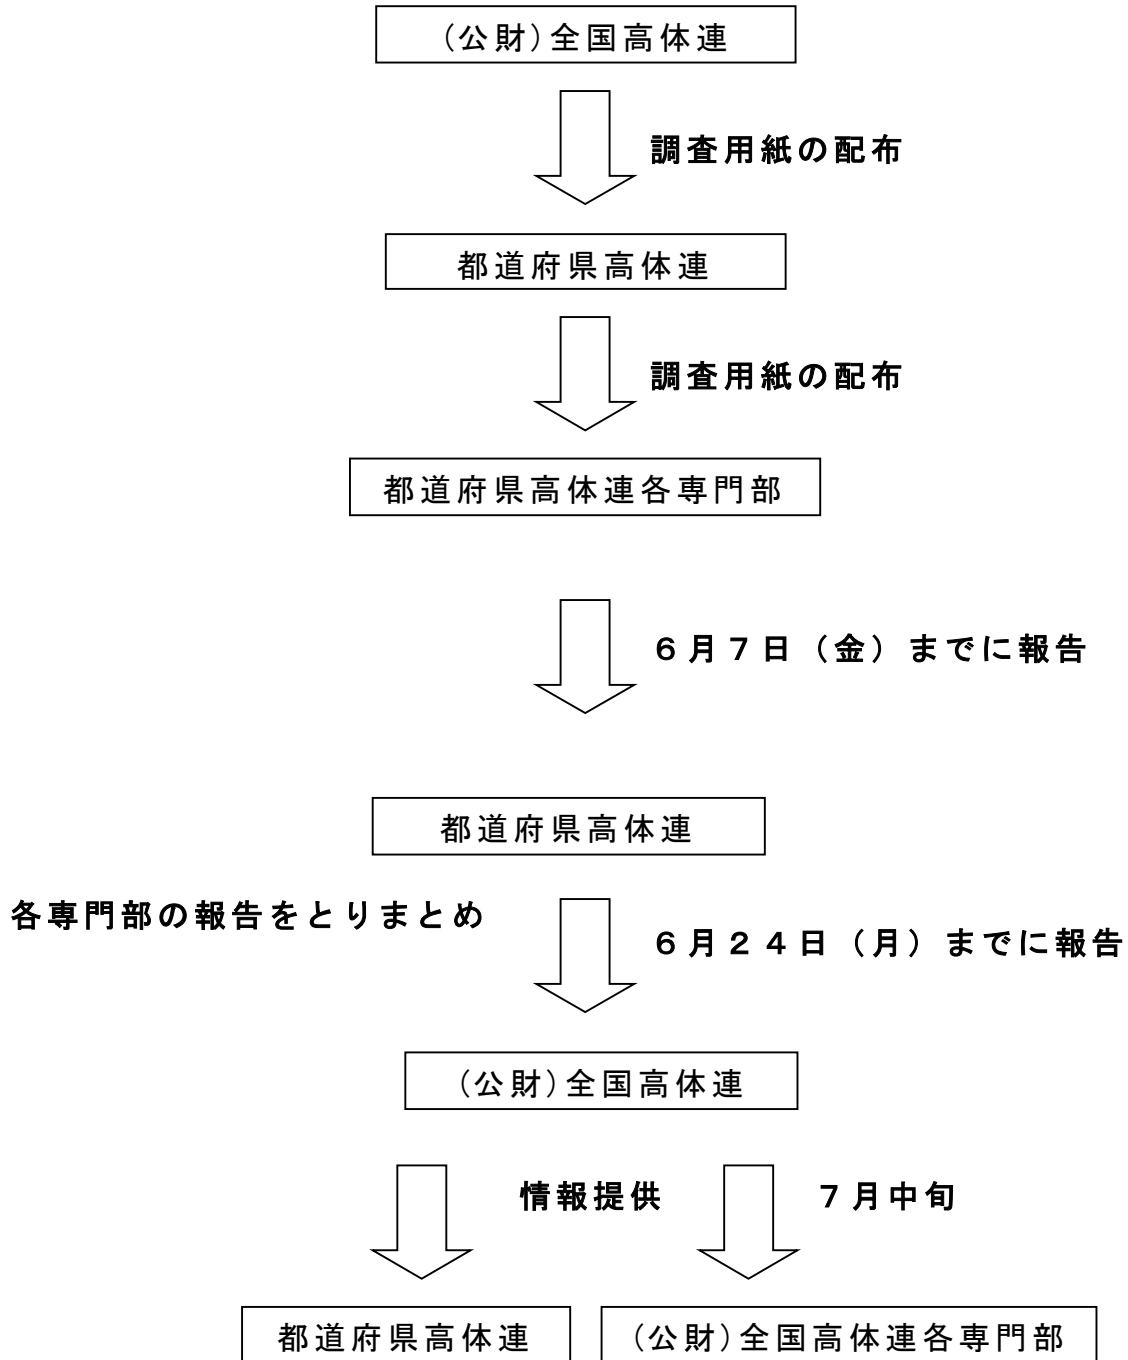 （公財）全国高体連
調査用紙の配布
都道府県高体連
調査用紙の配布
都道府県高体連各専門部
６月７日（金）までに報告
都道府県高体連
各専門部の報告をとりまとめ
６月２４日（月）までに報告
（公財）全国高体連
情報提供　７月中旬
都道府県高体連　（公財）全国高体連各専門部